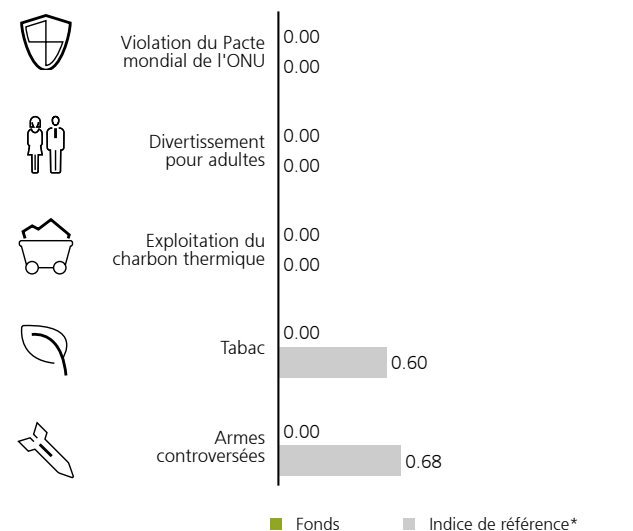 Violation du Pacte
mondial de l'ONU
0.00
0.00
Divertissement
pour adultes
0.00
0.00
Exploitation du
charbon thermique
0.00
0.00
Tabac
0.00
0.60
Armes
controversées
0.00
0.68
Fonds
Indice de référence*